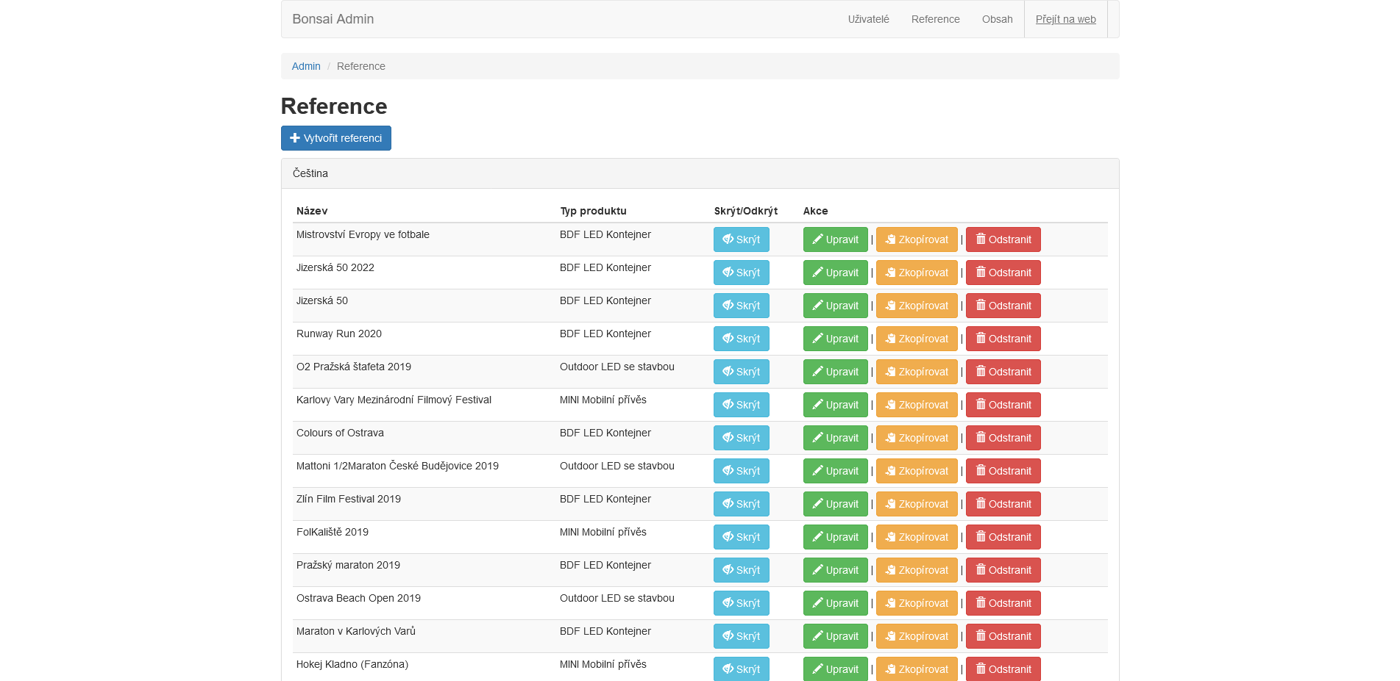 Bonsai Admin Uživatelé Reference Obsah Přejít na web
Admin / Reference
Reference
Vytvořit referenci
Čeština
Název Typ produktu Skrýt/Odkrýt Akce
Mistrovství Evropy ve fotbale BDF LED Kontejner Skrýt Upravit | Zkopírovat | Odstranit
Jizerská 50 2022 BDF LED Kontejner Skrýt Upravit | Zkopírovat | Odstranit
Jizerská 50 BDF LED Kontejner Skrýt Upravit | Zkopírovat | Odstranit
Runway Run 2020 BDF LED Kontejner Skrýt Upravit | Zkopírovat | Odstranit
O2 Pražská štafeta 2019 Outdoor LED se stavbou Skrýt Upravit | Zkopírovat | Odstranit
Karlovy Vary Mezinárodní Filmový Festival MINI Mobilní přívěs Skrýt Upravit | Zkopírovat | Odstranit
Colours of Ostrava BDF LED Kontejner Skrýt Upravit | Zkopírovat | Odstranit
Mattoni 1/2Maraton České Budějovice 2019 Outdoor LED se stavbou Skrýt Upravit | Zkopírovat | Odstranit
Zlín Film Festival 2019 BDF LED Kontejner Skrýt Upravit | Zkopírovat | Odstranit
FolKaliště 2019 MINI Mobilní přívěs Skrýt Upravit | Zkopírovat | Odstranit
Pražský maraton 2019 BDF LED Kontejner Skrýt Upravit | Zkopírovat | Odstranit
Ostrava Beach Open 2019 Outdoor LED se stavbou Skrýt Upravit | Zkopírovat | Odstranit
Maraton v Karlových Varů BDF LED Kontejner Skrýt Upravit | Zkopírovat | Odstranit
Hokej Kladno (Fanzóna) MINI Mobilní přívěs Skrýt Upravit | Zkopírovat | Odstranit